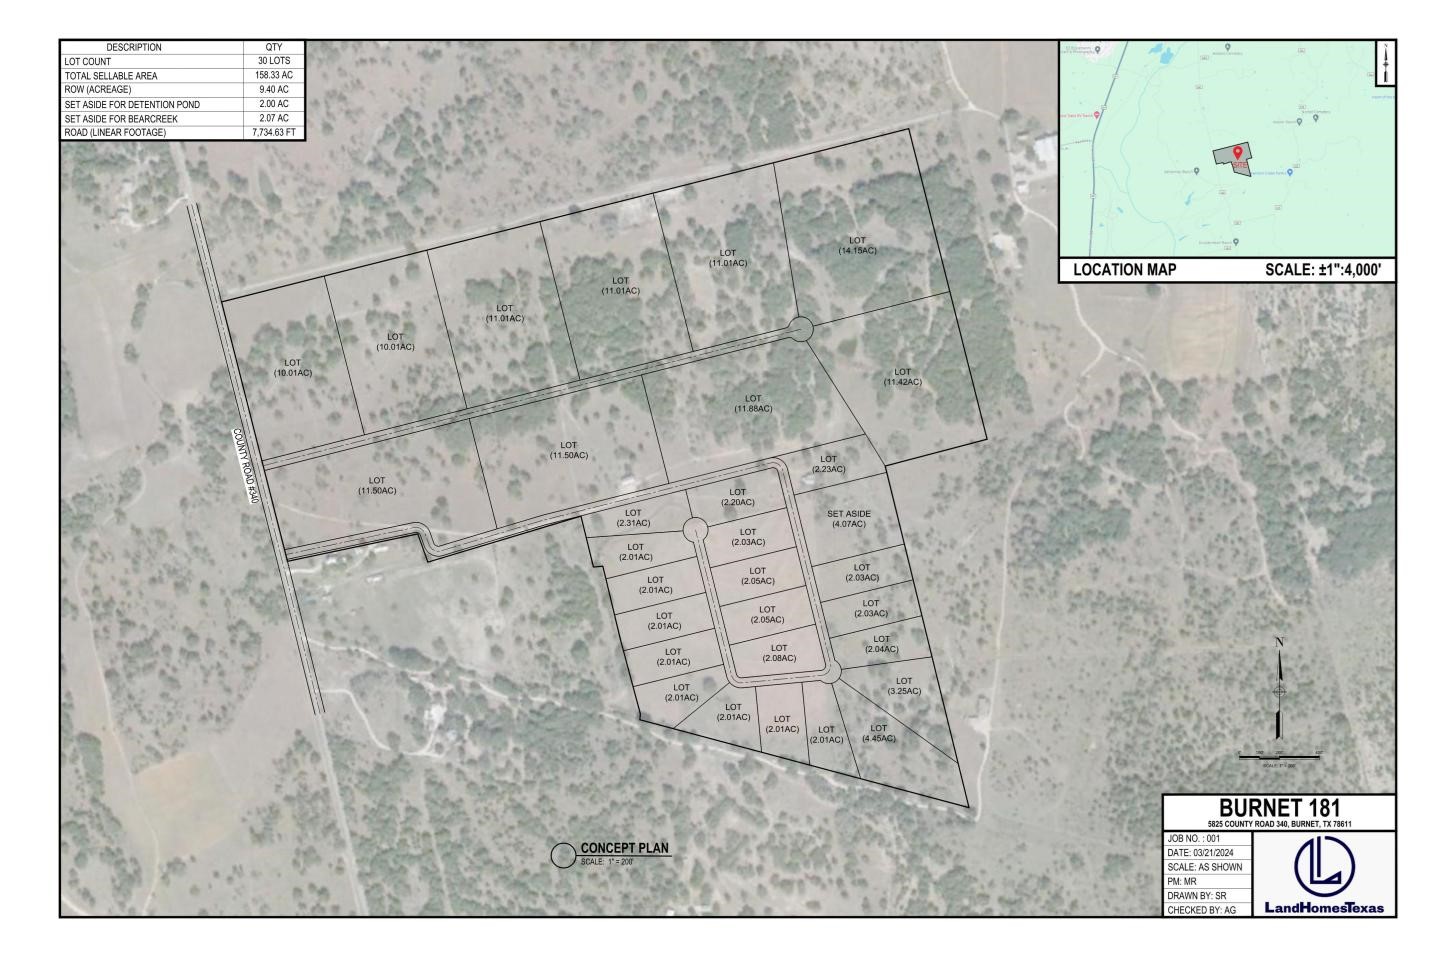 DESCRIPTION QTY
LOT COUNT 30 LOTS
TOTAL SELLABLE AREA 158.33 AC
ROW (ACREAGE) 9.40 AC
SET ASIDE FOR DETENTION POND 2.00 AC
SET ASIDE FOR BEARCREEK 2.07 AC
ROAD (LINEAR FOOTAGE) 7,734.63 FT
N
SITE
LOCATION MAP SCALE: ±1":4,000'
LOT
(14.15AC)
LOT
(11.01AC)
LOT
(11.01AC)
LOT
(11.01AC)
LOT
(10.01AC)
LOT
(10.01AC)
LOT
(11.42AC)
LOT
(11.88AC)
LOT
(11.50AC)
LOT
(11.50AC)
COUNTY ROAD #340
LOT
(2.23AC)
LOT
(2.20AC)
LOT
(2.31AC)
SET ASIDE
(4.07AC)
LOT
(2.03AC)
LOT
(2.01AC)
LOT
(2.05AC)
LOT
(2.03AC)
LOT
(2.01AC)
LOT
(2.05AC)
LOT
(2.03AC)
LOT
(2.01AC)
LOT
(2.08AC)
LOT
(2.04AC)
LOT
(2.01AC)
LOT
(3.25AC)
LOT
(2.01AC)
LOT
(2.01AC)
LOT
(2.01AC)
LOT
(2.01AC)
LOT
(4.45AC)
N
SCALE: 1" = 200'
CONCEPT PLAN
SCALE: 1" = 200'
BURNET 181
5825 COUNTY ROAD 340, BURNET, TX 78611
JOB NO. : 001
DATE: 03/21/2024
SCALE: AS SHOWN
PM: MR
DRAWN BY: SR
CHECKED BY: AG
LandHomesTexas